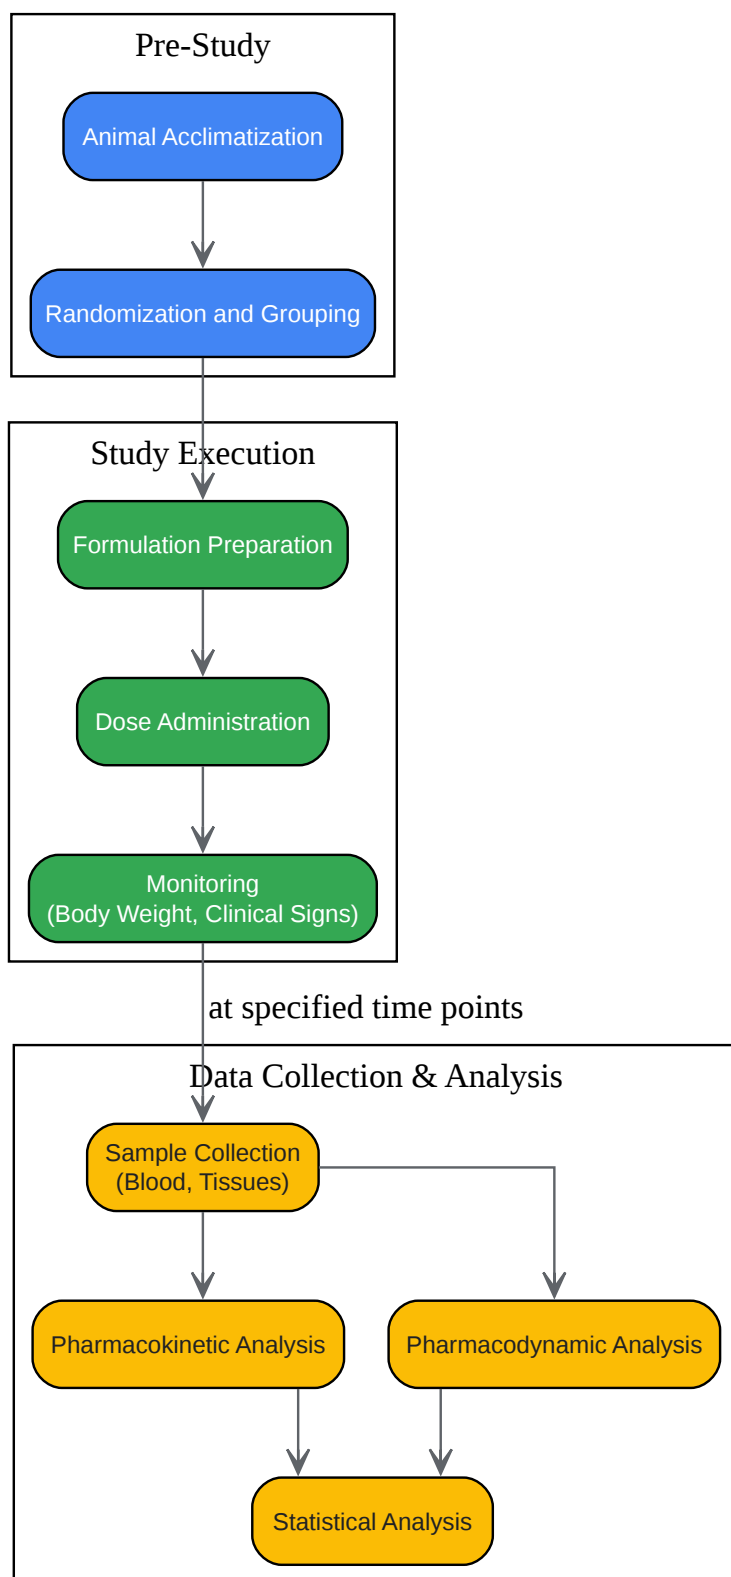 Pre-Study
Animal Acclimatization
Randomization and Grouping
Study Execution
Formulation Preparation
Dose Administration
Monitoring
(Body Weight, Clinical Signs)
at specified time points
Data Collection & Analysis
Sample Collection
(Blood, Tissues)
Pharmacokinetic Analysis
Pharmacodynamic Analysis
Statistical Analysis